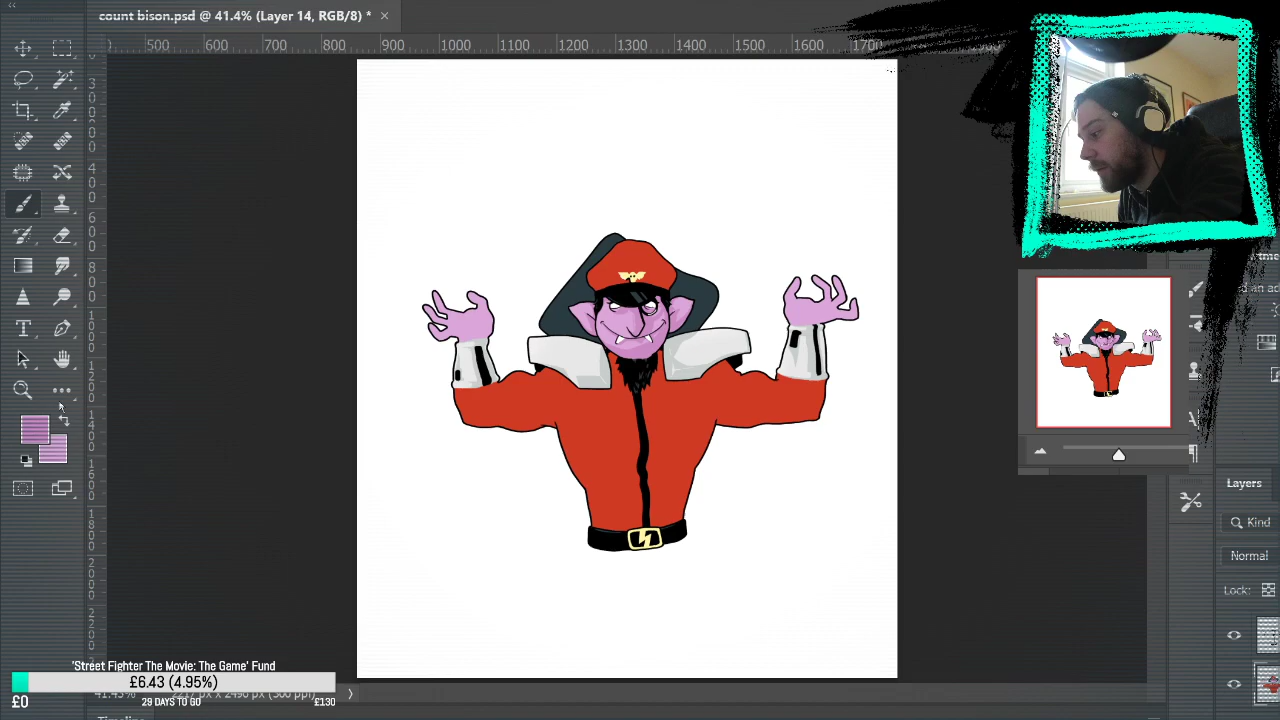 count bison.psd @ 41.4% (Layer 14, RGB/8) *
500 600 700 800 900 1000 1100 1200 1300 1400 1500 1600 1700
Layers
Kind
Normal
Lock:
'Street Fighter The Movie: The Game' Fund
£6.43 (4.95%)
£0
29 DAYS TO GO
£130